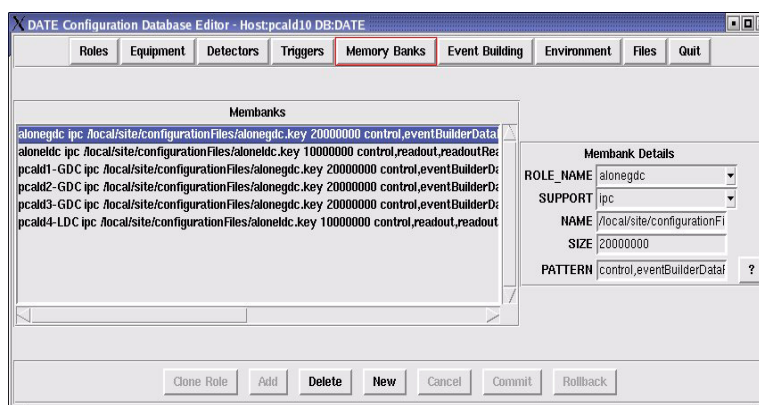 X DATE Configuration Database Editor - Host:pcald10 DB:DATE
Roles Equipment Detectors Triggers Memory Banks Event Building Environment Files Quit
Membanks
alonegdc ipc /local/site/configurationFiles/alonegdc.key 20000000 control,eventBuilderData
aloneldc ipc /local/site/configurationFiles/aloneldc.key 10000000 control,readout,readoutRea
pcald1-GDC ipc /local/site/configurationFiles/alonegdc.key 20000000 control,eventBuilderDa
pcald2-GDC ipc /local/site/configurationFiles/alonegdc.key 20000000 control,eventBuilderDa
pcald3-GDC ipc /local/site/configurationFiles/alonegdc.key 20000000 control,eventBuilderDa
pcald4-LDC ipc /local/site/configurationFiles/aloneldc.key 10000000 control,readout,readout
Membank Details
ROLE_NAME alonegdc
SUPPORT ipc
NAME /local/site/configurationFi
SIZE 20000000
PATTERN control,eventBuilderDataF ?
Clone Role Add Delete New Cancel Commit Rollback